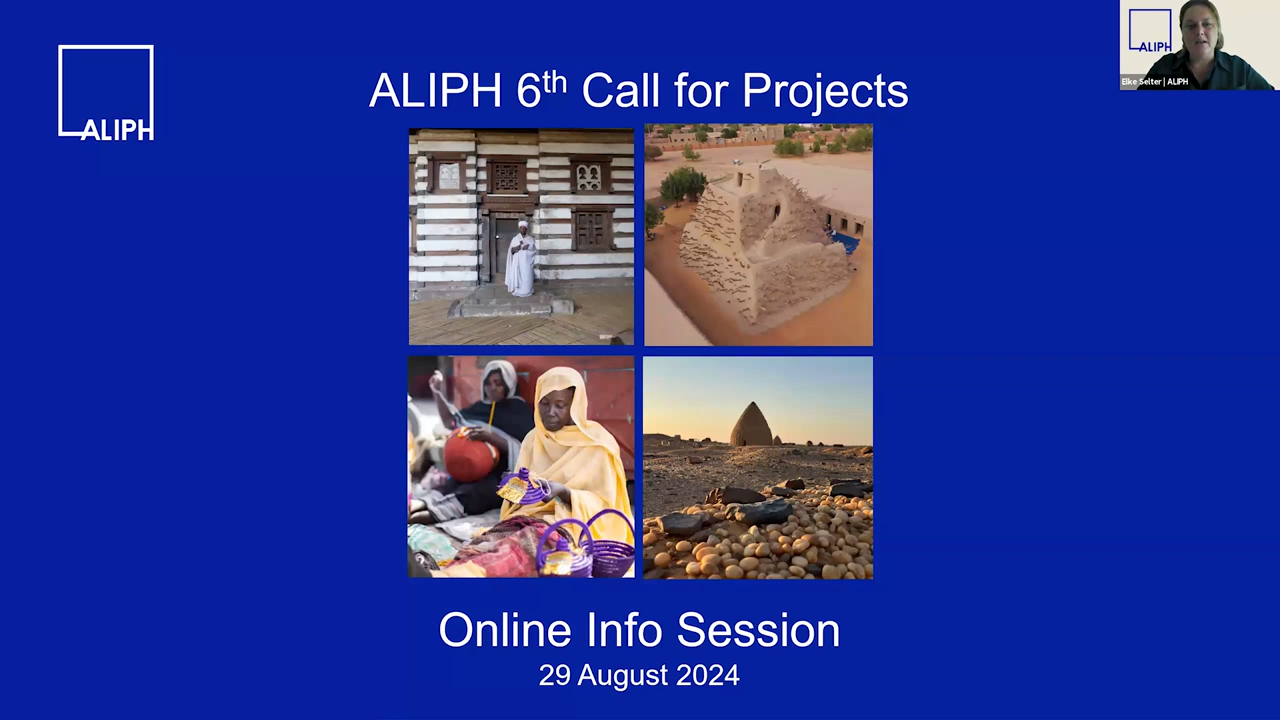 ALIPH
ALIPH 6th Call for Projects
ALIPH
Elke Selter | ALIPH
Online Info Session
29 August 2024